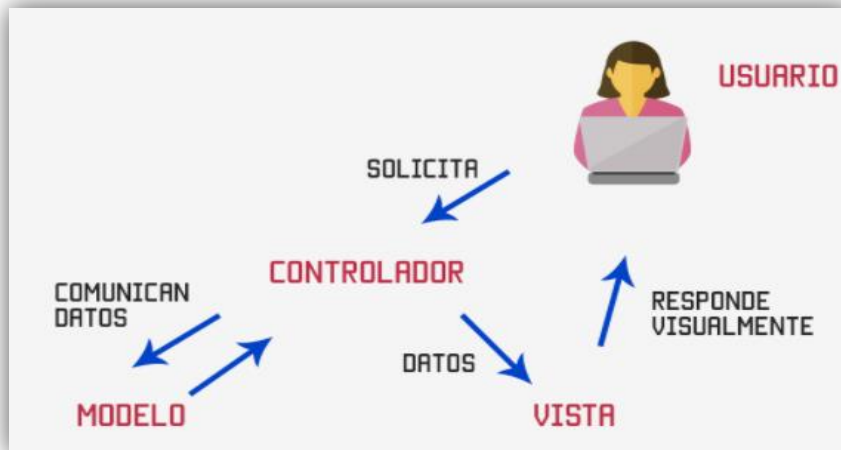 USUARIO
SOLICITA
CONTROLADOR
COMUNICAN
DATOS
RESPONDE
VISUALMENTE
DATOS
MODELO
VISTA